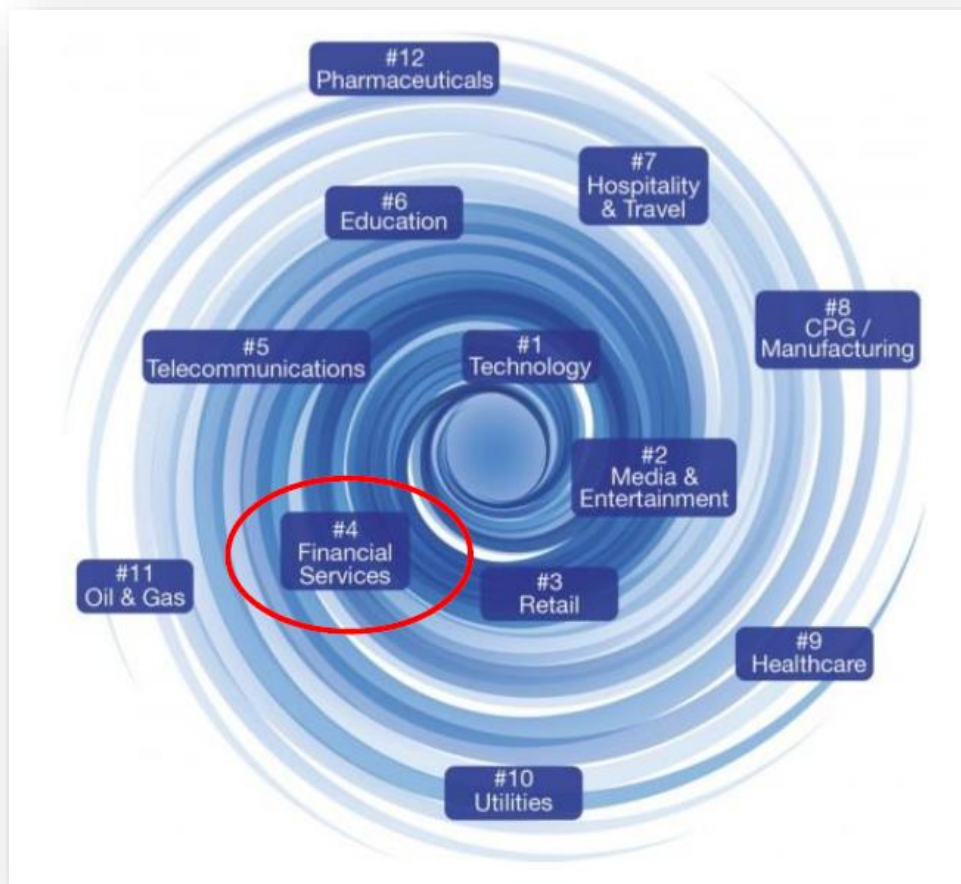 #12
Pharmaceuticals
#7
Hospitality
& Travel
#6
Education
#8
CPG /
Manufacturing
#5
Telecommunications
#1
Technology
#2
Media &
Entertainment
#4
Financial
Services
#11
Oil & Gas
#3
Retail
#9
Healthcare
#10
Utilities